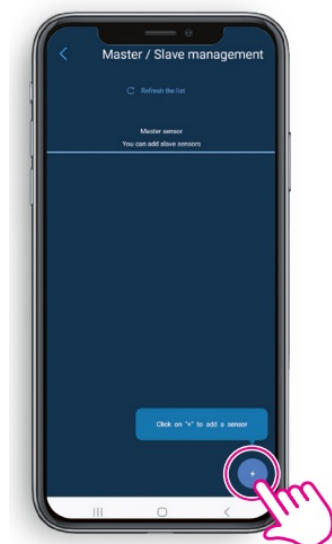 Master / Slave management
Refresh the list
Master sensor
You can add slave sensors
Click on "+" to add a sensor
+